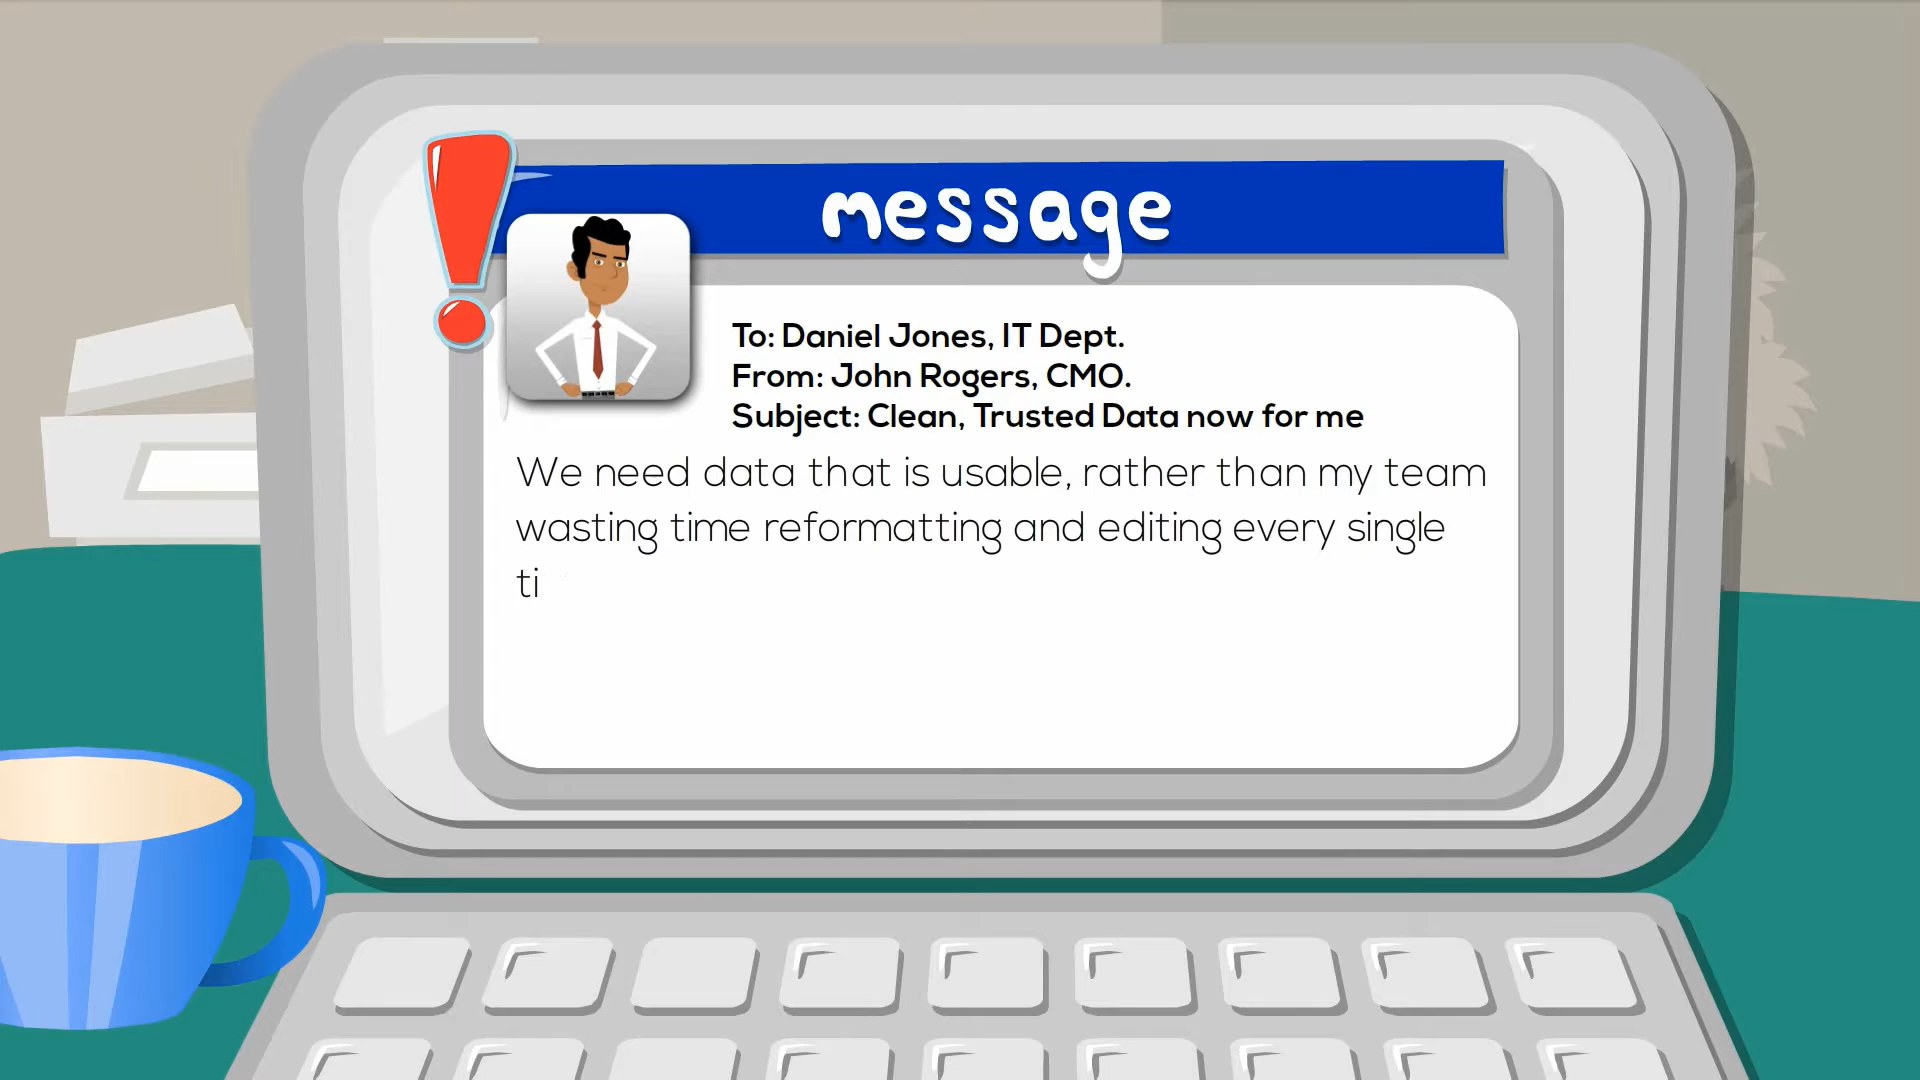 message
To: Daniel Jones, IT Dept.
From: John Rogers, CMO.
Subject: Clean, Trusted Data now for me
We need data that is usable, rather than my team
wasting time reformatting and editing every single
ti